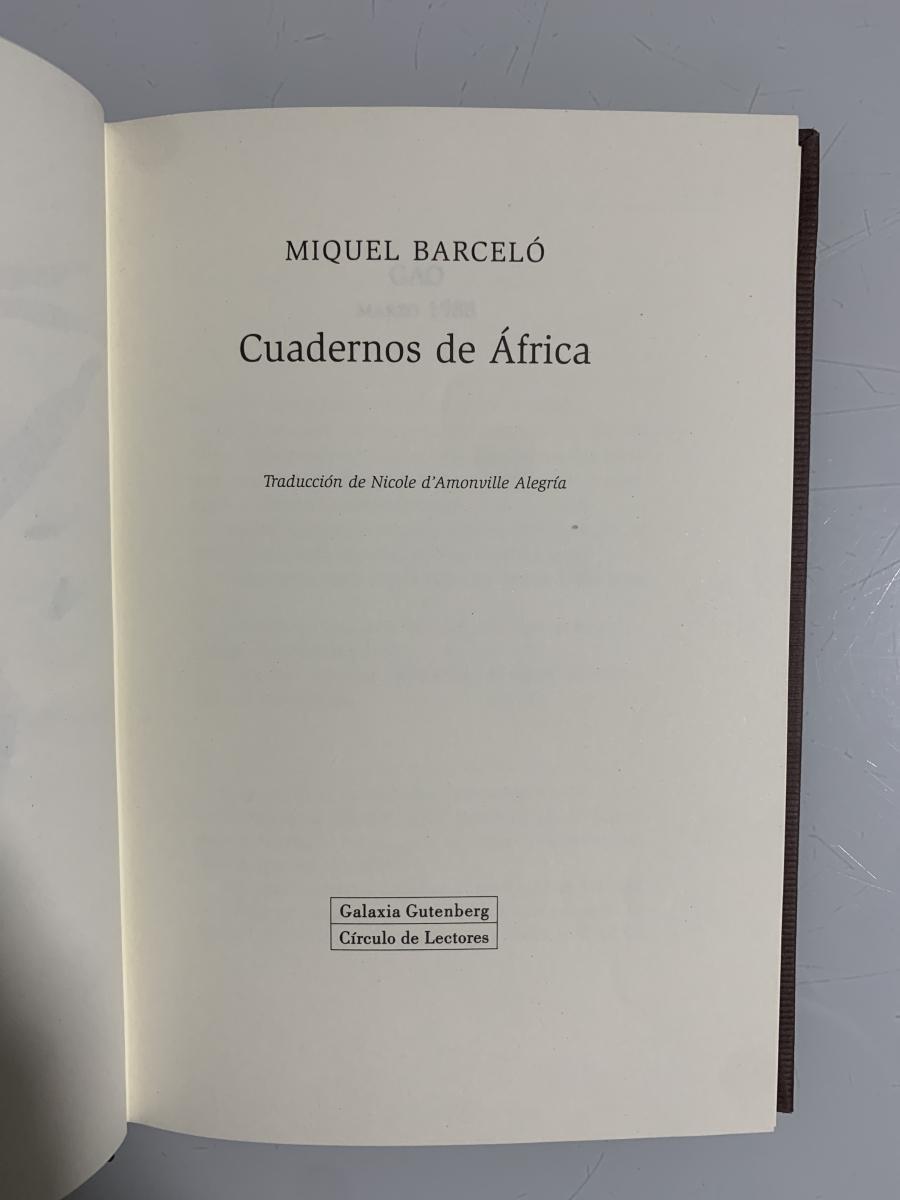 MIQUEL BARCELÓ
Cuadernos de África
Traducción de Nicole d'Amonville Alegría
Galaxia Gutenberg
Círculo de Lectores